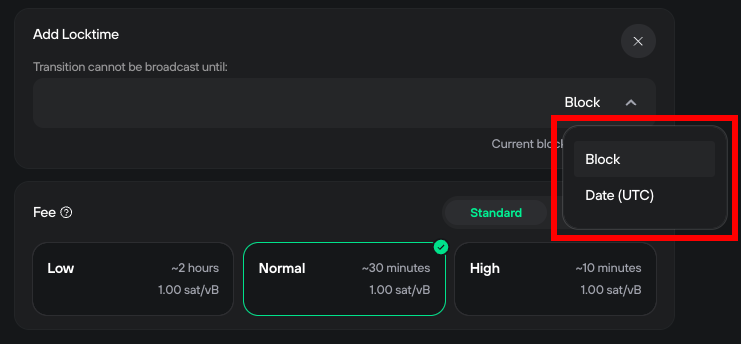 Add Locktime
Transition cannot be broadcast until:
Block
Current block
Block
Date (UTC)
Fee
Standard
Low
~2 hours
1.00 sat/vB
Normal
~30 minutes
1.00 sat/vB
High
~10 minutes
1.00 sat/vB